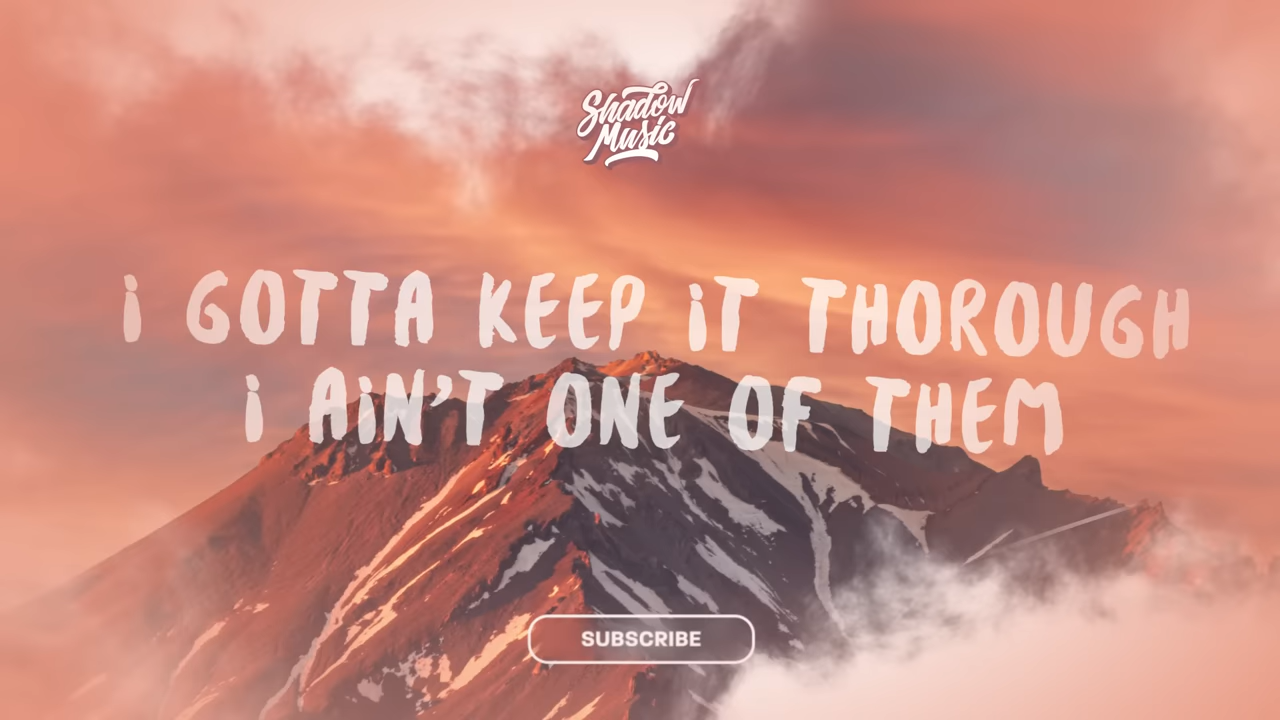 Shadow
Music
i GOTTA KEEP iT THOROUGH
i AiN'T ONE OF THEM
SUBSCRIBE